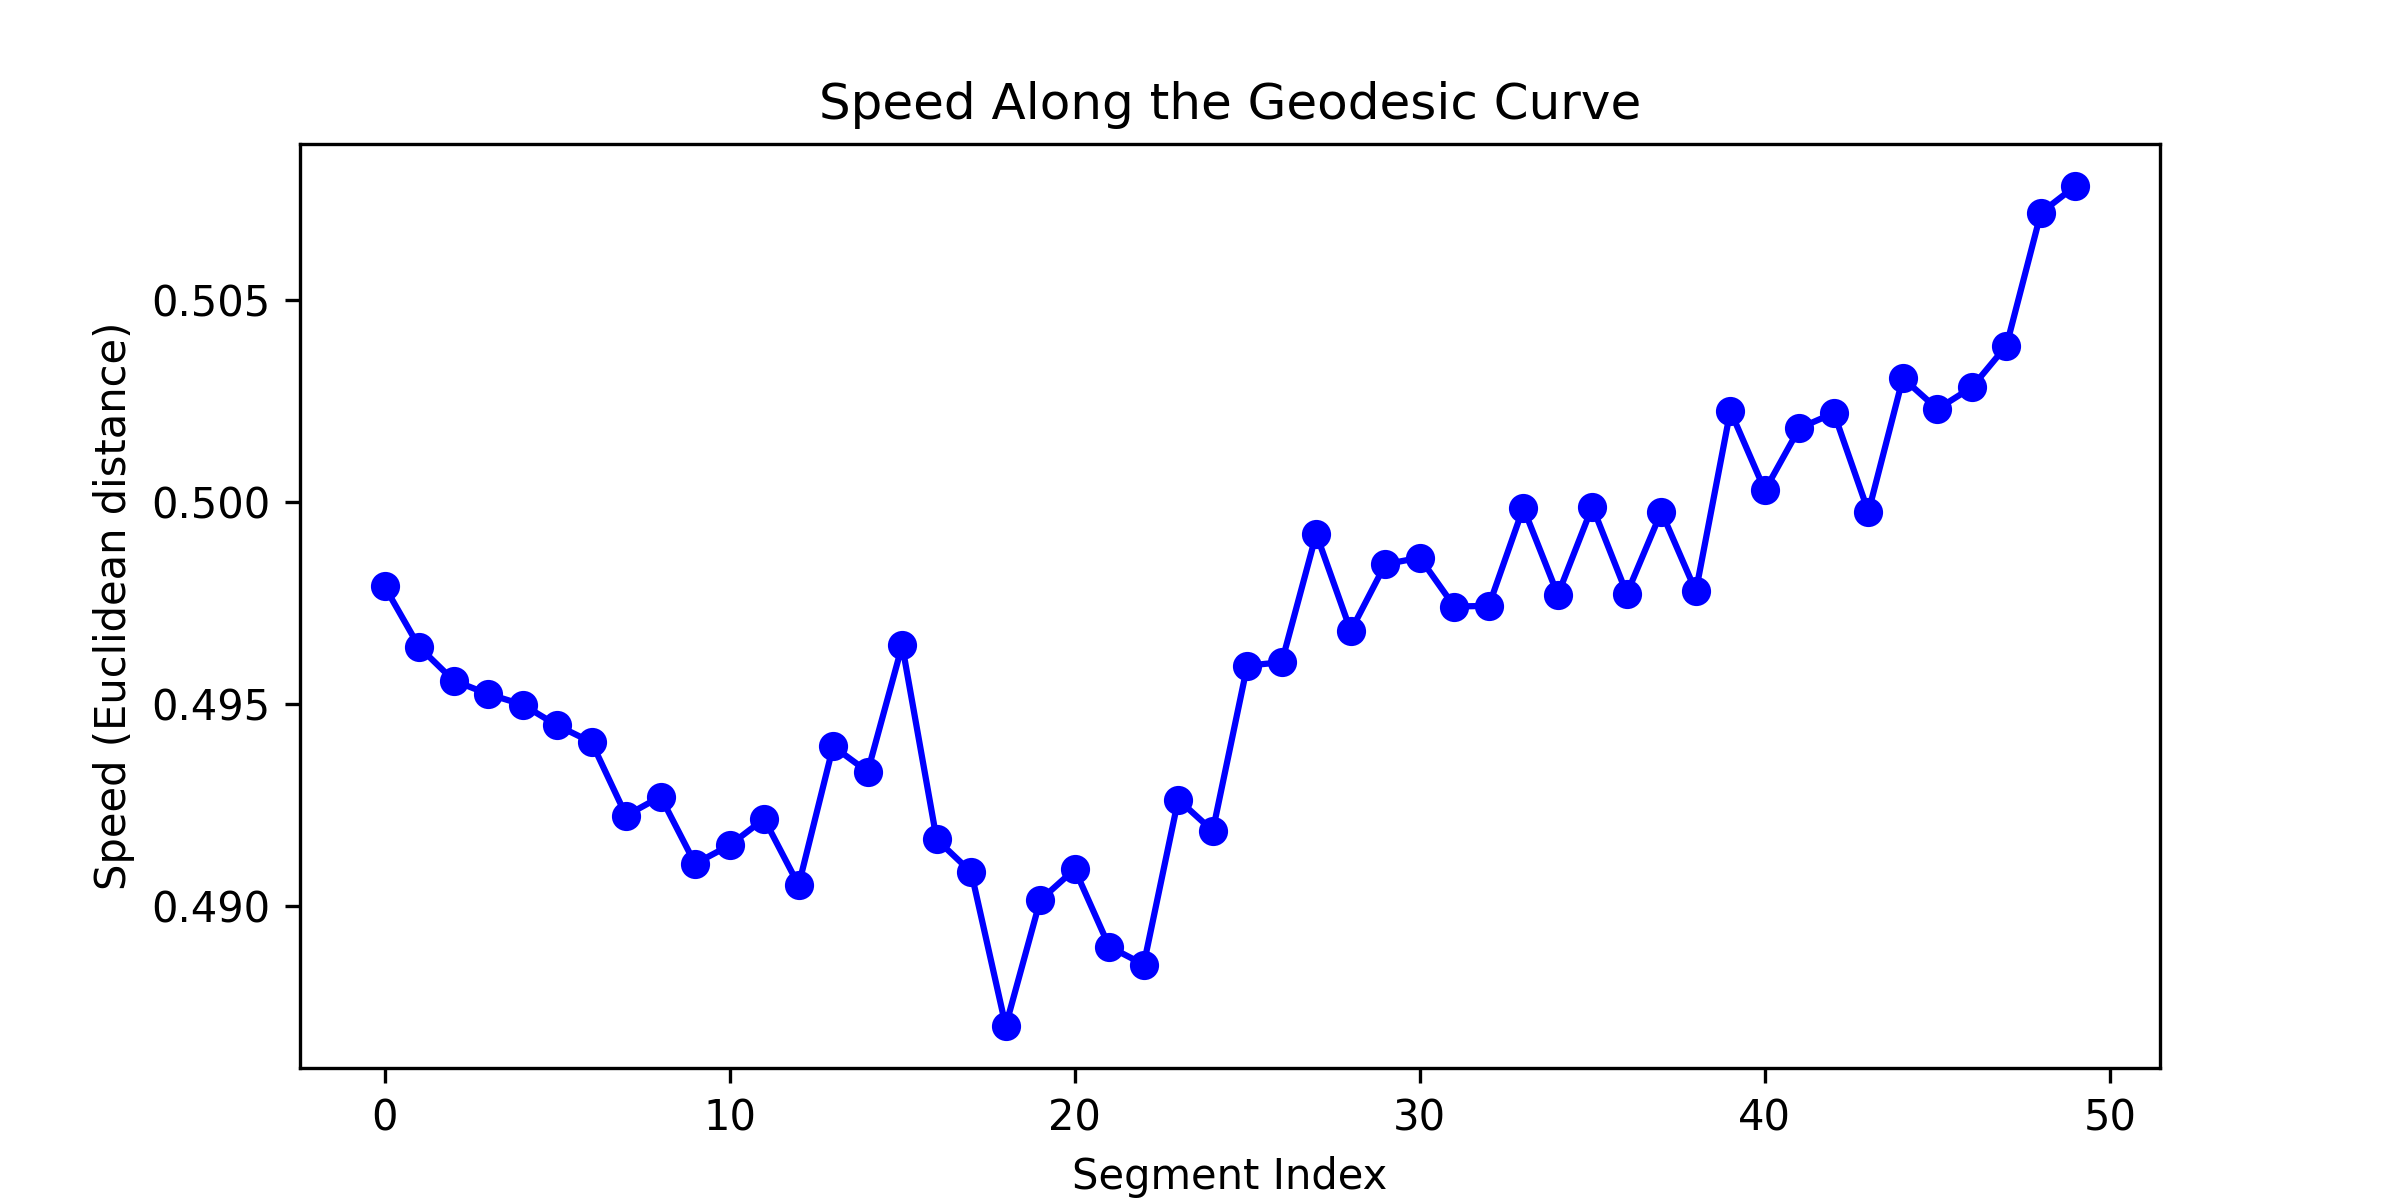 Speed Along the Geodesic Curve
Speed (Euclidean distance)
0.505
0.500
0.495
0.490
0 10 20 30 40 50
Segment Index